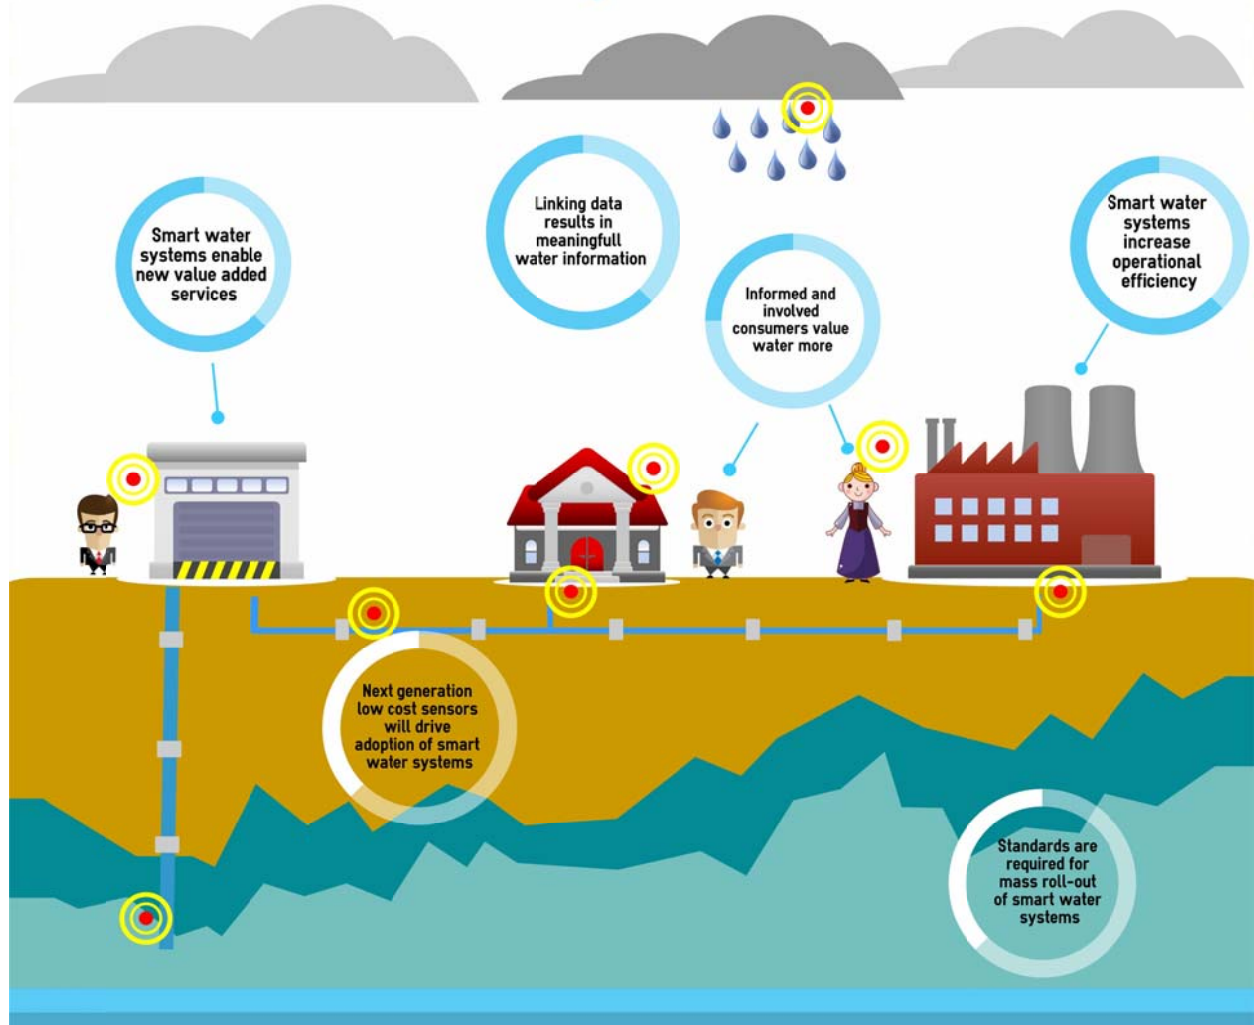 Smart water
systems enable
new value added
services
Linking data
results in
meaningfull
water information
Informed and
involved
consumers value
water more
Smart water
systems
increase
operational
efficiency
Next generation
low cost sensors
will drive
adoption of smart
water systems
Standards are
required for
mass roll-out
of smart water
systems